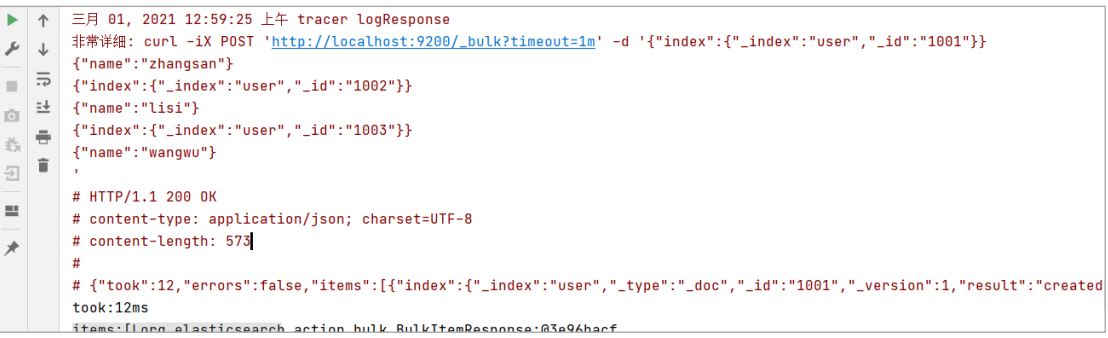 三月 01, 2021 12:59:25 上午 tracer logResponse
非常详细: curl -iX POST 'http://localhost:9200/_bulk?timeout=1m' -d '{"index":{"_index":"user","_id":"1001"}}
{"name":"zhangsan"}
{"index":{"_index":"user","_id":"1002"}}
{"name":"lisi"}
{"index":{"_index":"user","_id":"1003"}}
{"name":"wangwu"}
'
# HTTP/1.1 200 OK
# content-type: application/json; charset=UTF-8
# content-length: 573
#
# {"took":12,"errors":false,"items":[{"index":{"_index":"user","_type":"_doc","_id":"1001","_version":1,"result":"created
took:12ms
items:[Lorg.elasticsearch.action.bulk.BulkItemResponse;@3e96bacf